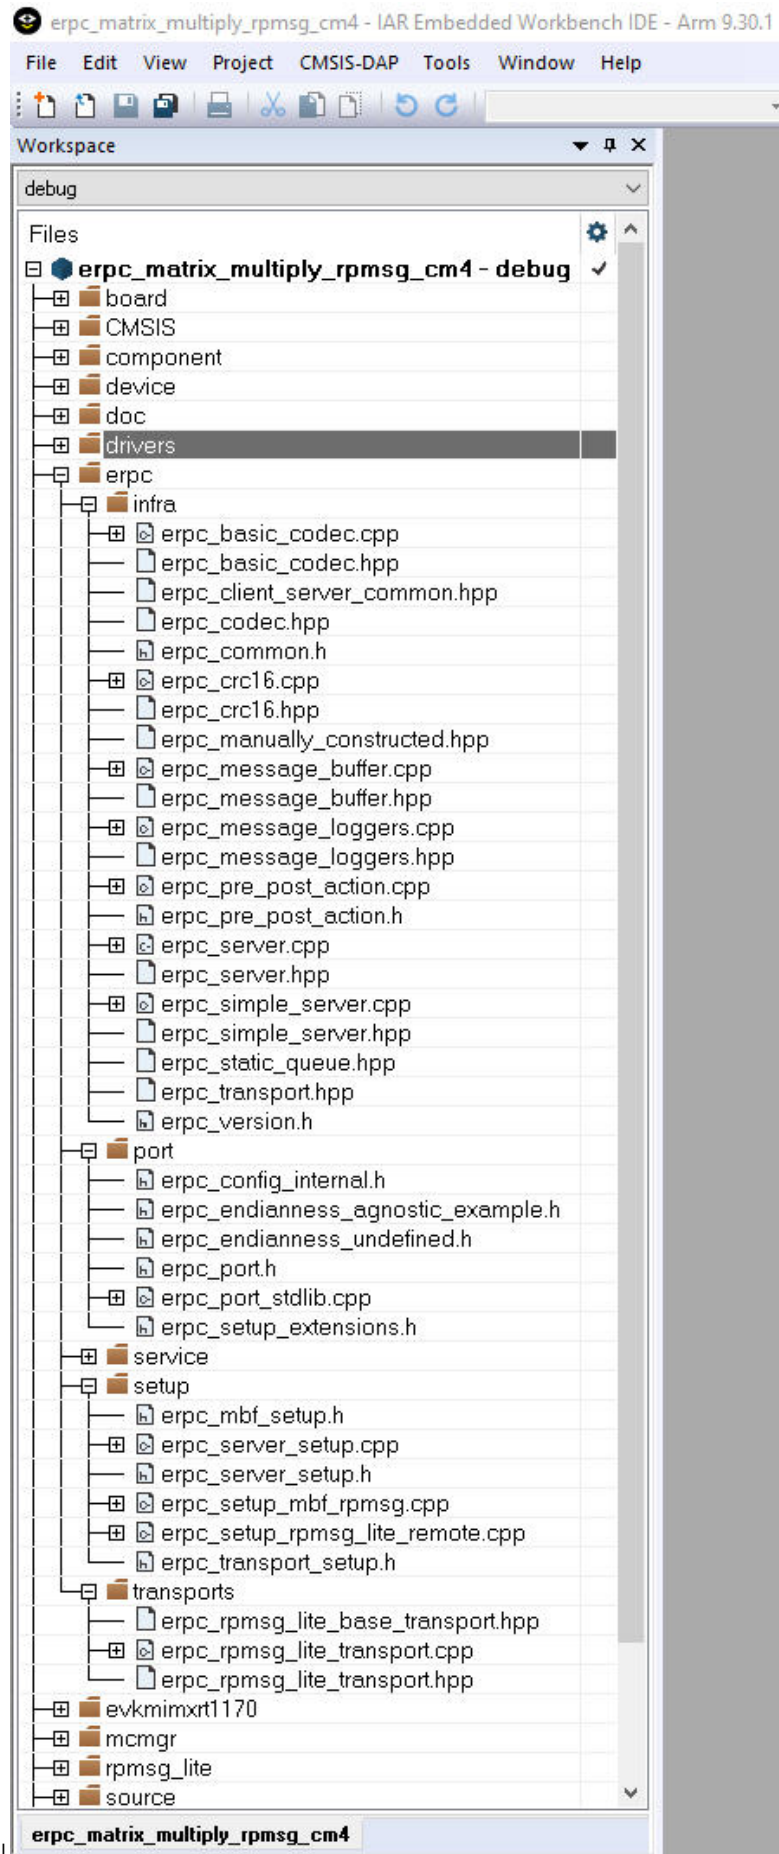 erpc_matrix_multiply_rpmsg_cm4 - IAR Embedded Workbench IDE - Arm 9.30.1
File Edit View Project CMSIS-DAP Tools Window Help
Workspace
debug
Files
erpc_matrix_multiply_rpmsg_cm4 - debug
board
CMSIS
component
device
doc
drivers
erpc
infra
erpc_basic_codec.cpp
erpc_basic_codec.hpp
erpc_client_server_common.hpp
erpc_codec.hpp
erpc_common.h
erpc_crc16.cpp
erpc_crc16.hpp
erpc_manually_constructed.hpp
erpc_message_buffer.cpp
erpc_message_buffer.hpp
erpc_message_loggers.cpp
erpc_message_loggers.hpp
erpc_pre_post_action.cpp
erpc_pre_post_action.h
erpc_server.cpp
erpc_server.hpp
erpc_simple_server.cpp
erpc_simple_server.hpp
erpc_static_queue.hpp
erpc_transport.hpp
erpc_version.h
port
erpc_config_internal.h
erpc_endianness_agnostic_example.h
erpc_endianness_undefined.h
erpc_port.h
erpc_port_stdlib.cpp
erpc_setup_extensions.h
service
setup
erpc_mbf_setup.h
erpc_server_setup.cpp
erpc_server_setup.h
erpc_setup_mbf_rpmsg.cpp
erpc_setup_rpmsg_lite_remote.cpp
erpc_transport_setup.h
transports
erpc_rpmsg_lite_base_transport.hpp
erpc_rpmsg_lite_transport.cpp
erpc_rpmsg_lite_transport.hpp
evkmimxrt1170
mcmgr
rpmsg_lite
source
erpc_matrix_multiply_rpmsg_cm4